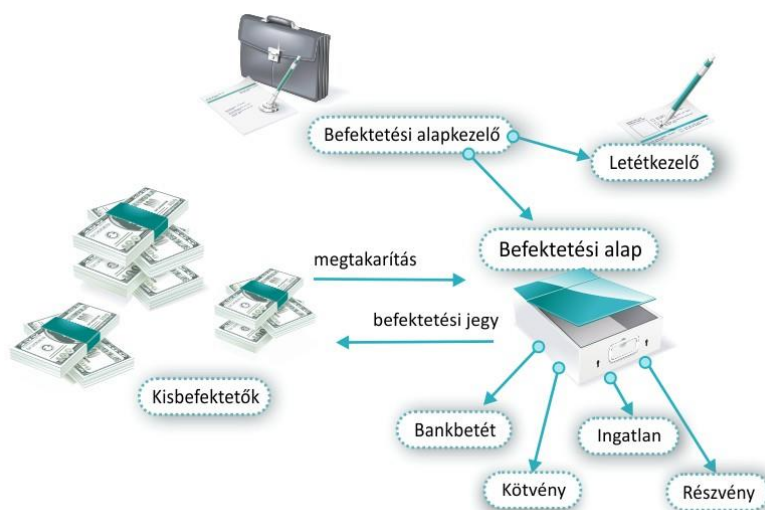 Befektetési alapkezelő
Letétkezelő
Befektetési alap
megtakarítás
befektetési jegy
Kisbefektetők
Bankbetét
Ingatlan
Kötvény
Részvény